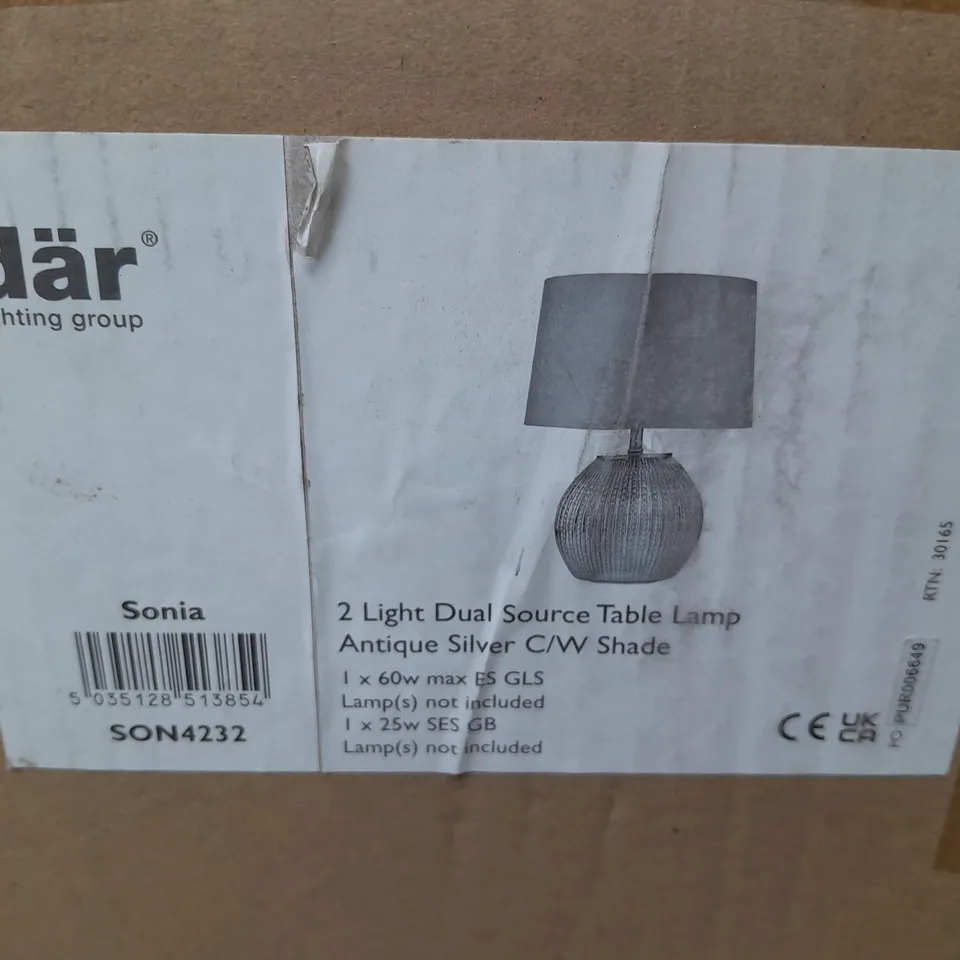 där®
hting group
Sonia
5 035128 513854
SON4232
2 Light Dual Source Table Lamp
Antique Silver C/W Shade
1 x 60w max ES GLS
Lamp(s) not included
1 x 25w SES GB
Lamp(s) not included
CE UK CA
PO PUR006649
RTN: 30165